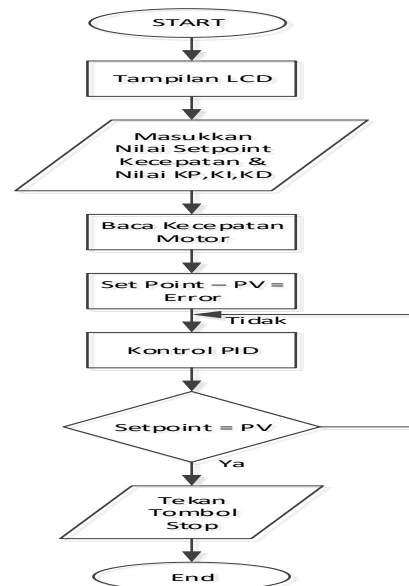 START
Tampilan LCD
Masukkan
Nilai Setpoint
Kecepatan &
Nilai KP,KI,KD
Baca Kecepatan
Motor
Set Point – PV =
Error
Tidak
Kontrol PID
Setpoint = PV
Ya
Tekan
Tombol
Stop
End